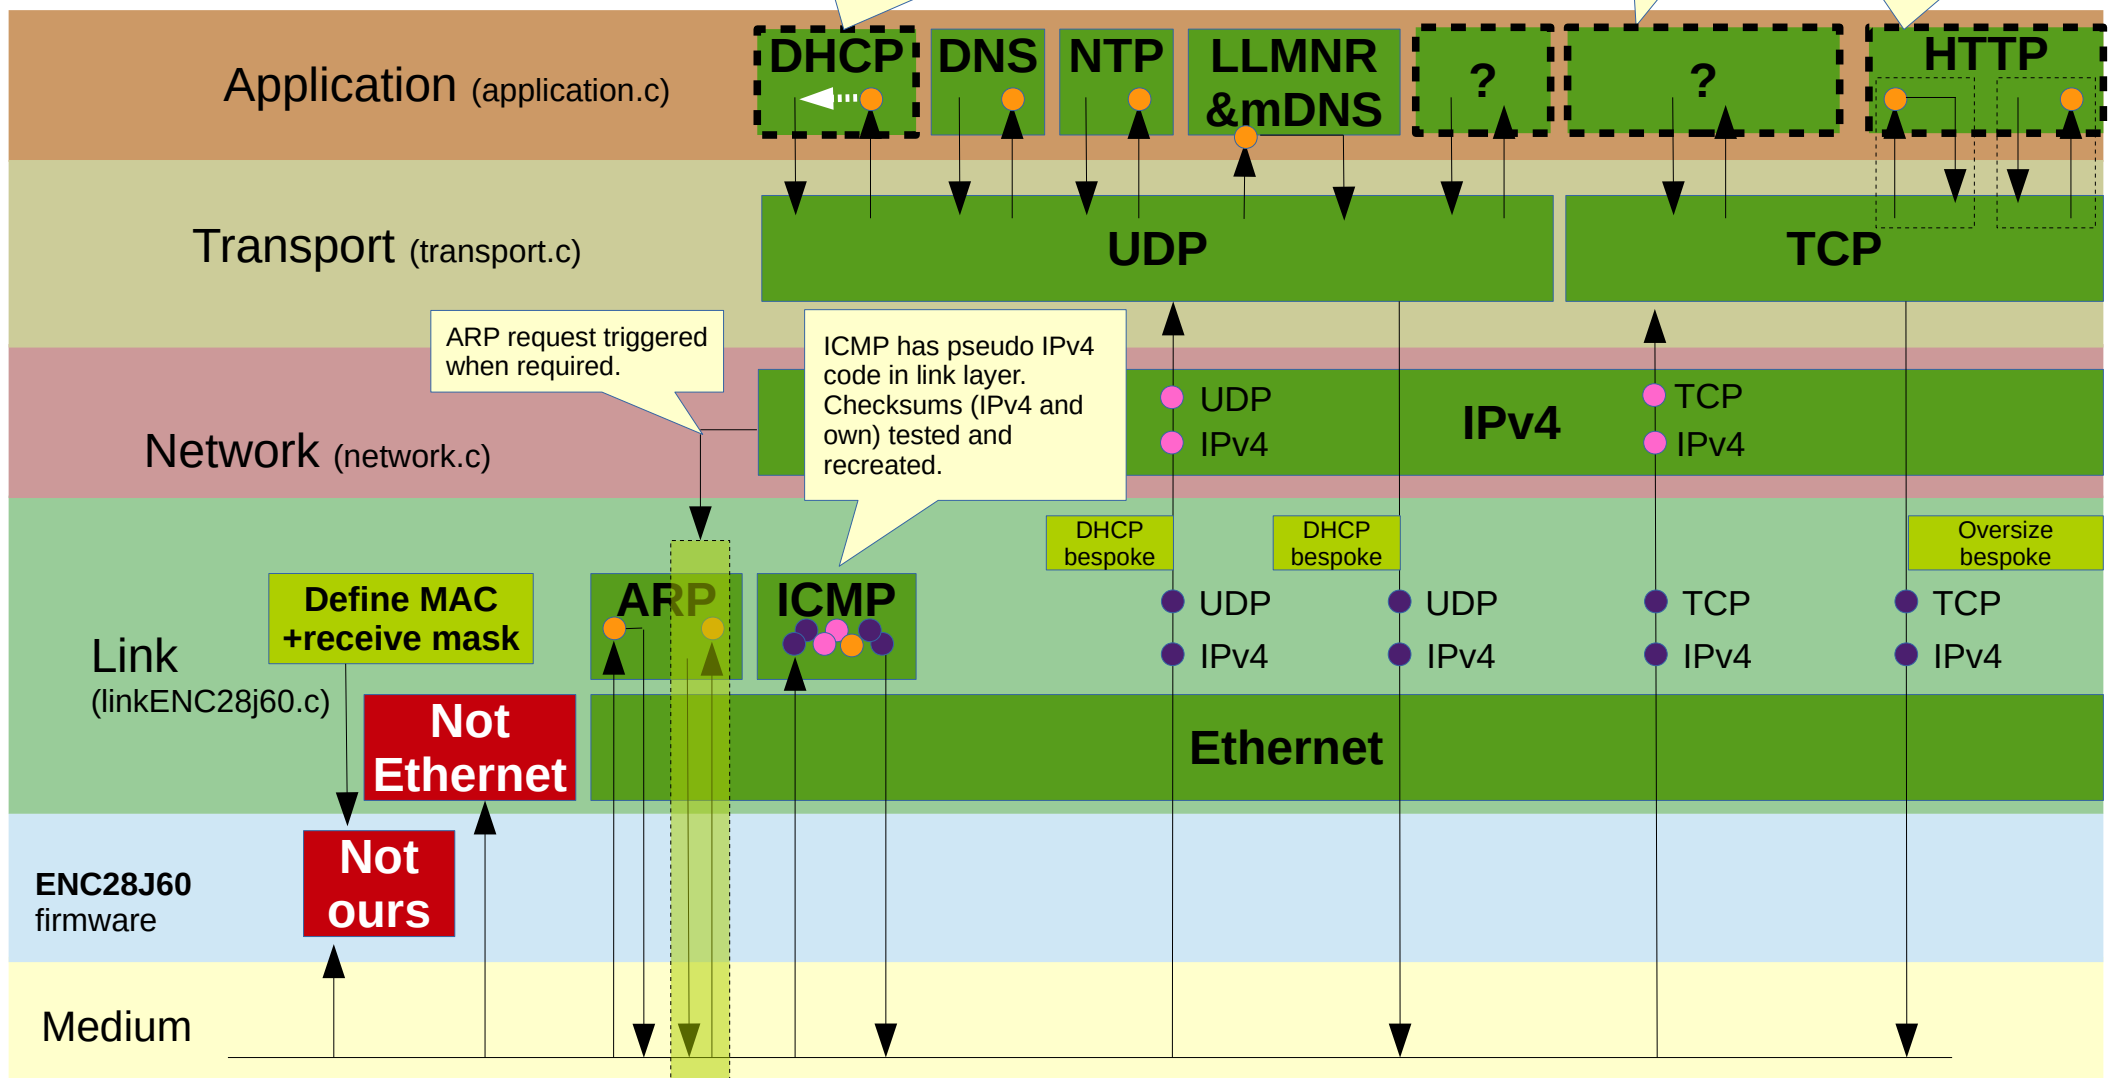 Application (application.c)
DHCP
DNS
NTP
LLMNR
&mDNS
?
?
HTTP
Transport (transport.c)
UDP
TCP
ARP request triggered
when required.
ICMP has pseudo IPv4
code in link layer.
Checksums (IPv4 and
own) tested and
recreated.
Network (network.c)
UDP
IPv4
IPv4
TCP
IPv4
DHCP
bespoke
DHCP
bespoke
Oversize
bespoke
Define MAC
+receive mask
ARP
ICMP
UDP
IPv4
UDP
IPv4
TCP
IPv4
TCP
IPv4
Link
(linkENC28j60.c)
Not
Ethernet
Ethernet
Not
ours
ENC28J60
firmware
Medium